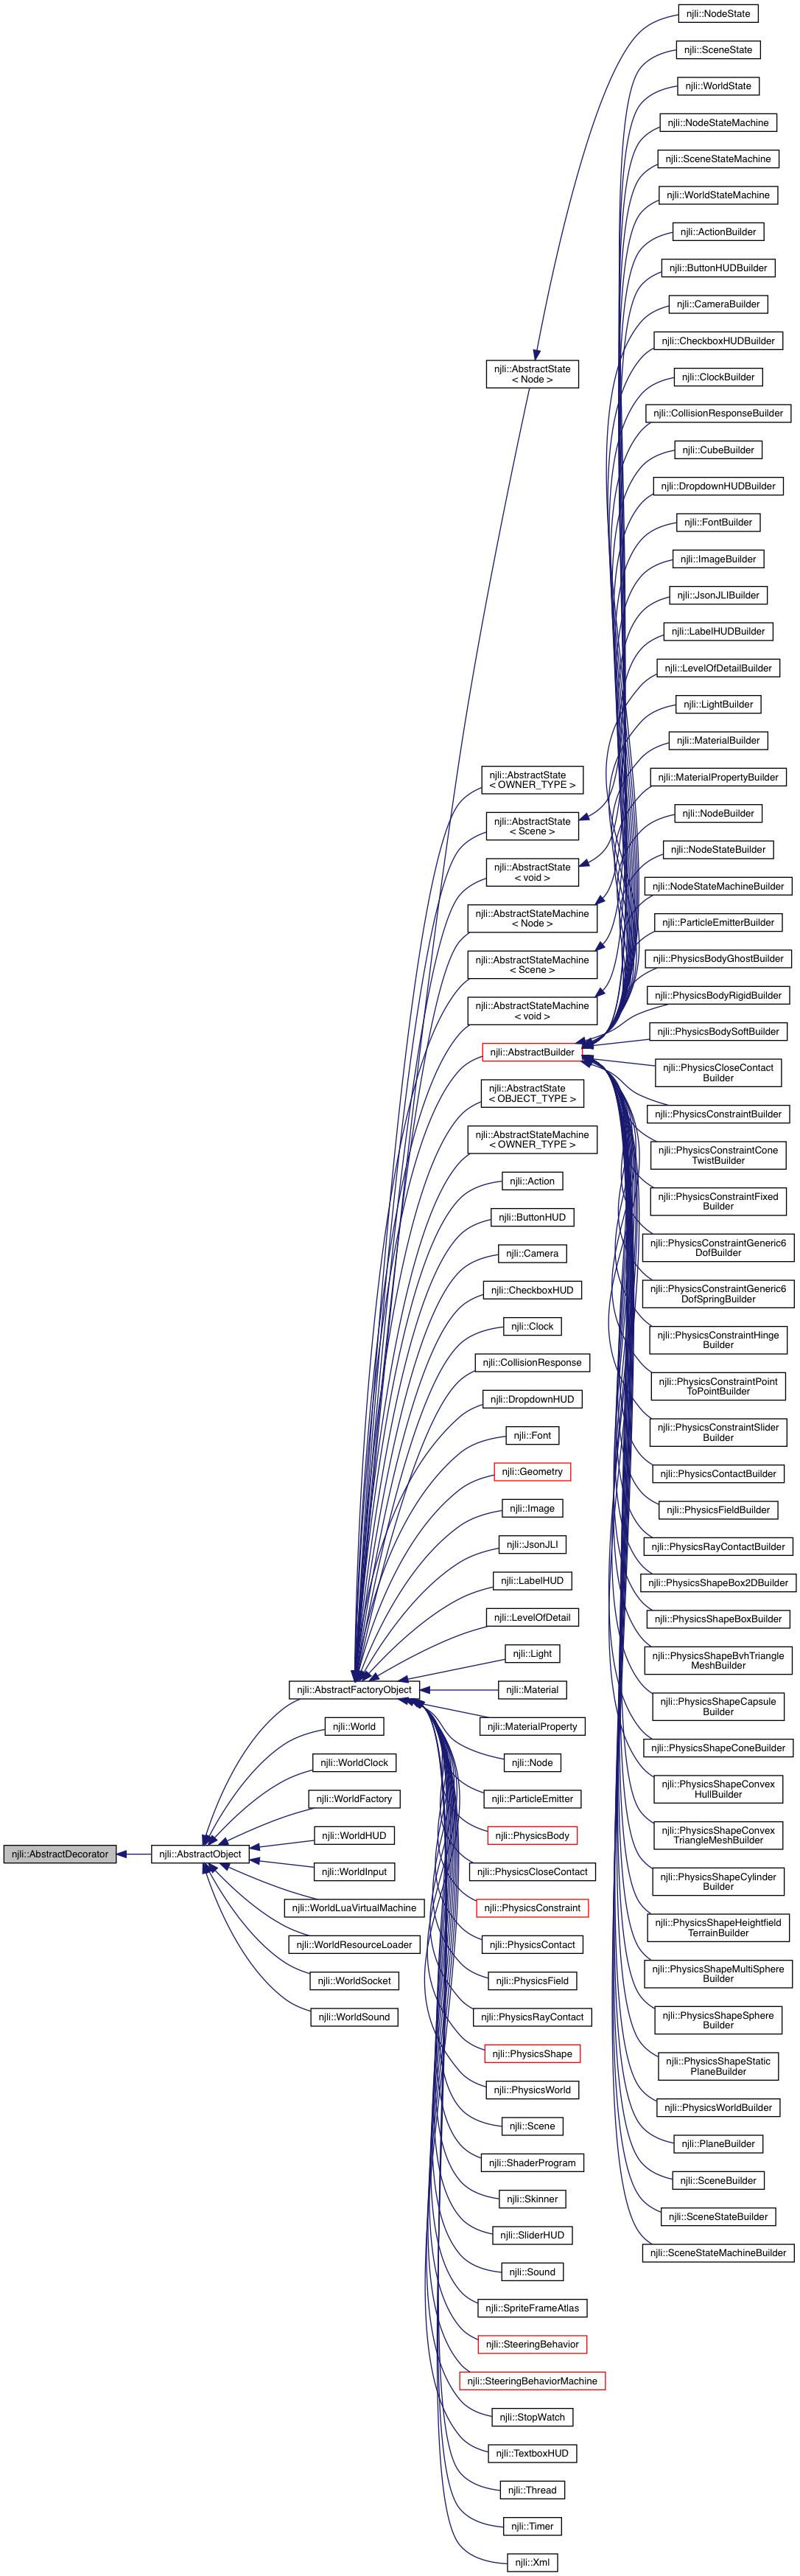 njli::AbstractDecorator
njli::AbstractObject
njli::AbstractFactoryObject
njli::World
njli::WorldClock
njli::WorldFactory
njli::WorldHUD
njli::WorldInput
njli::WorldLuaVirtualMachine
njli::WorldResourceLoader
njli::WorldSocket
njli::WorldSound
njli::AbstractState
< Node >
njli::AbstractState
< OWNER_TYPE >
njli::AbstractState
< Scene >
njli::AbstractState
< void >
njli::AbstractStateMachine
< Node >
njli::AbstractStateMachine
< Scene >
njli::AbstractStateMachine
< void >
njli::AbstractBuilder
njli::AbstractState
< OBJECT_TYPE >
njli::AbstractStateMachine
< OWNER_TYPE >
njli::Action
njli::ButtonHUD
njli::Camera
njli::CheckboxHUD
njli::Clock
njli::CollisionResponse
njli::DropdownHUD
njli::Font
njli::Geometry
njli::Image
njli::JsonJLI
njli::LabelHUD
njli::LevelOfDetail
njli::Light
njli::Material
njli::MaterialProperty
njli::Node
njli::ParticleEmitter
njli::PhysicsBody
njli::PhysicsCloseContact
njli::PhysicsConstraint
njli::PhysicsContact
njli::PhysicsField
njli::PhysicsRayContact
njli::PhysicsShape
njli::PhysicsWorld
njli::Scene
njli::ShaderProgram
njli::Skinner
njli::SliderHUD
njli::Sound
njli::SpriteFrameAtlas
njli::SteeringBehavior
njli::SteeringBehaviorMachine
njli::StopWatch
njli::TextboxHUD
njli::Thread
njli::Timer
njli::Xml
njli::NodeState
njli::SceneState
njli::WorldState
njli::NodeStateMachine
njli::SceneStateMachine
njli::WorldStateMachine
njli::ActionBuilder
njli::ButtonHUDBuilder
njli::CameraBuilder
njli::CheckboxHUDBuilder
njli::ClockBuilder
njli::CollisionResponseBuilder
njli::CubeBuilder
njli::DropdownHUDBuilder
njli::FontBuilder
njli::ImageBuilder
njli::JsonJLIBuilder
njli::LabelHUDBuilder
njli::LevelOfDetailBuilder
njli::LightBuilder
njli::MaterialBuilder
njli::MaterialPropertyBuilder
njli::NodeBuilder
njli::NodeStateBuilder
njli::NodeStateMachineBuilder
njli::ParticleEmitterBuilder
njli::PhysicsBodyGhostBuilder
njli::PhysicsBodyRigidBuilder
njli::PhysicsBodySoftBuilder
njli::PhysicsCloseContact
Builder
njli::PhysicsConstraintBuilder
njli::PhysicsConstraintCone
TwistBuilder
njli::PhysicsConstraintFixed
Builder
njli::PhysicsConstraintGeneric6
DofBuilder
njli::PhysicsConstraintGeneric6
DofSpringBuilder
njli::PhysicsConstraintHinge
Builder
njli::PhysicsConstraintPoint
ToPointBuilder
njli::PhysicsConstraintSlider
Builder
njli::PhysicsContactBuilder
njli::PhysicsFieldBuilder
njli::PhysicsRayContactBuilder
njli::PhysicsShapeBox2DBuilder
njli::PhysicsShapeBoxBuilder
njli::PhysicsShapeBvhTriangle
MeshBuilder
njli::PhysicsShapeCapsule
Builder
njli::PhysicsShapeConeBuilder
njli::PhysicsShapeConvex
HullBuilder
njli::PhysicsShapeConvex
TriangleMeshBuilder
njli::PhysicsShapeCylinder
Builder
njli::PhysicsShapeHeightfield
TerrainBuilder
njli::PhysicsShapeMultiSphere
Builder
njli::PhysicsShapeSphere
Builder
njli::PhysicsShapeStatic
PlaneBuilder
njli::PhysicsWorldBuilder
njli::PlaneBuilder
njli::SceneBuilder
njli::SceneStateBuilder
njli::SceneStateMachineBuilder